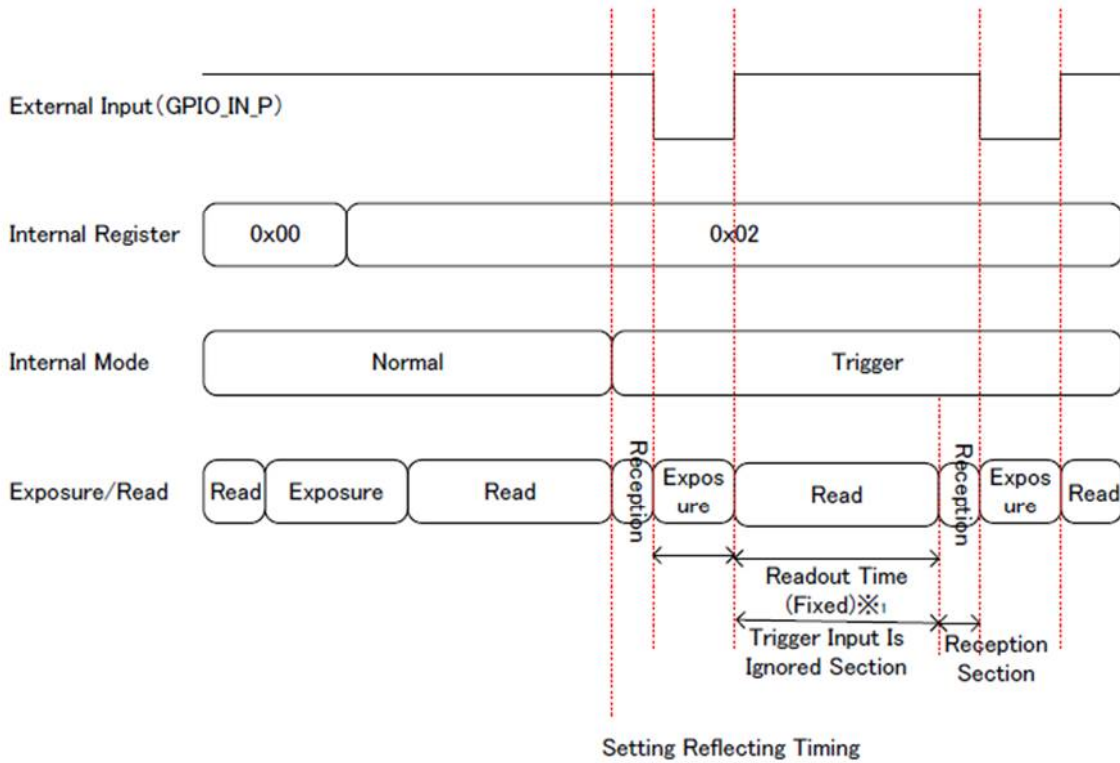 External Input(GPIO_IN_P)
Internal Register
0x00
0x02
Internal Mode
Normal
Trigger
Exposure/Read
Read
Exposure
Read
Reception
Expos
ure
Read
Reception
Expos
ure
Read
Readout Time
(Fixed)※1
Trigger Input Is
Ignored Section
Reception
Section
Setting Reflecting Timing